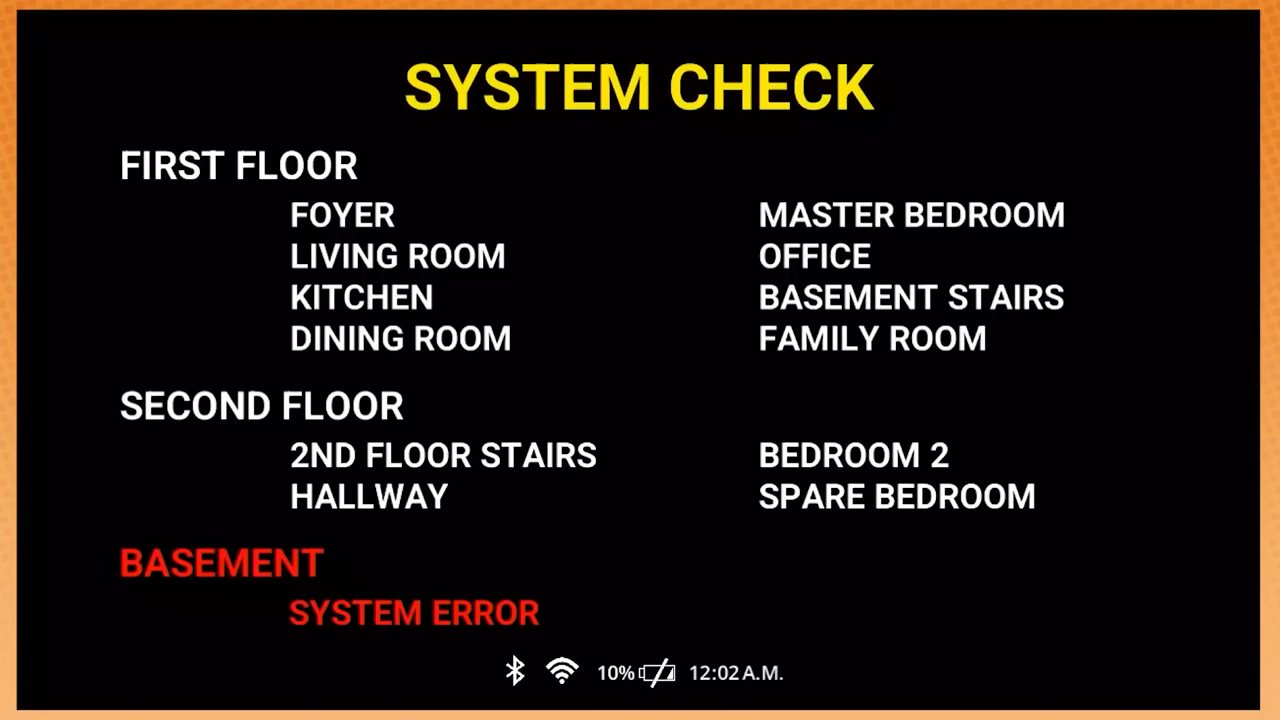 SYSTEM CHECK
FIRST FLOOR
FOYER
LIVING ROOM
KITCHEN
DINING ROOM
MASTER BEDROOM
OFFICE
BASEMENT STAIRS
FAMILY ROOM
SECOND FLOOR
2ND FLOOR STAIRS
HALLWAY
BEDROOM 2
SPARE BEDROOM
BASEMENT
SYSTEM ERROR
10% 12:02 A.M.